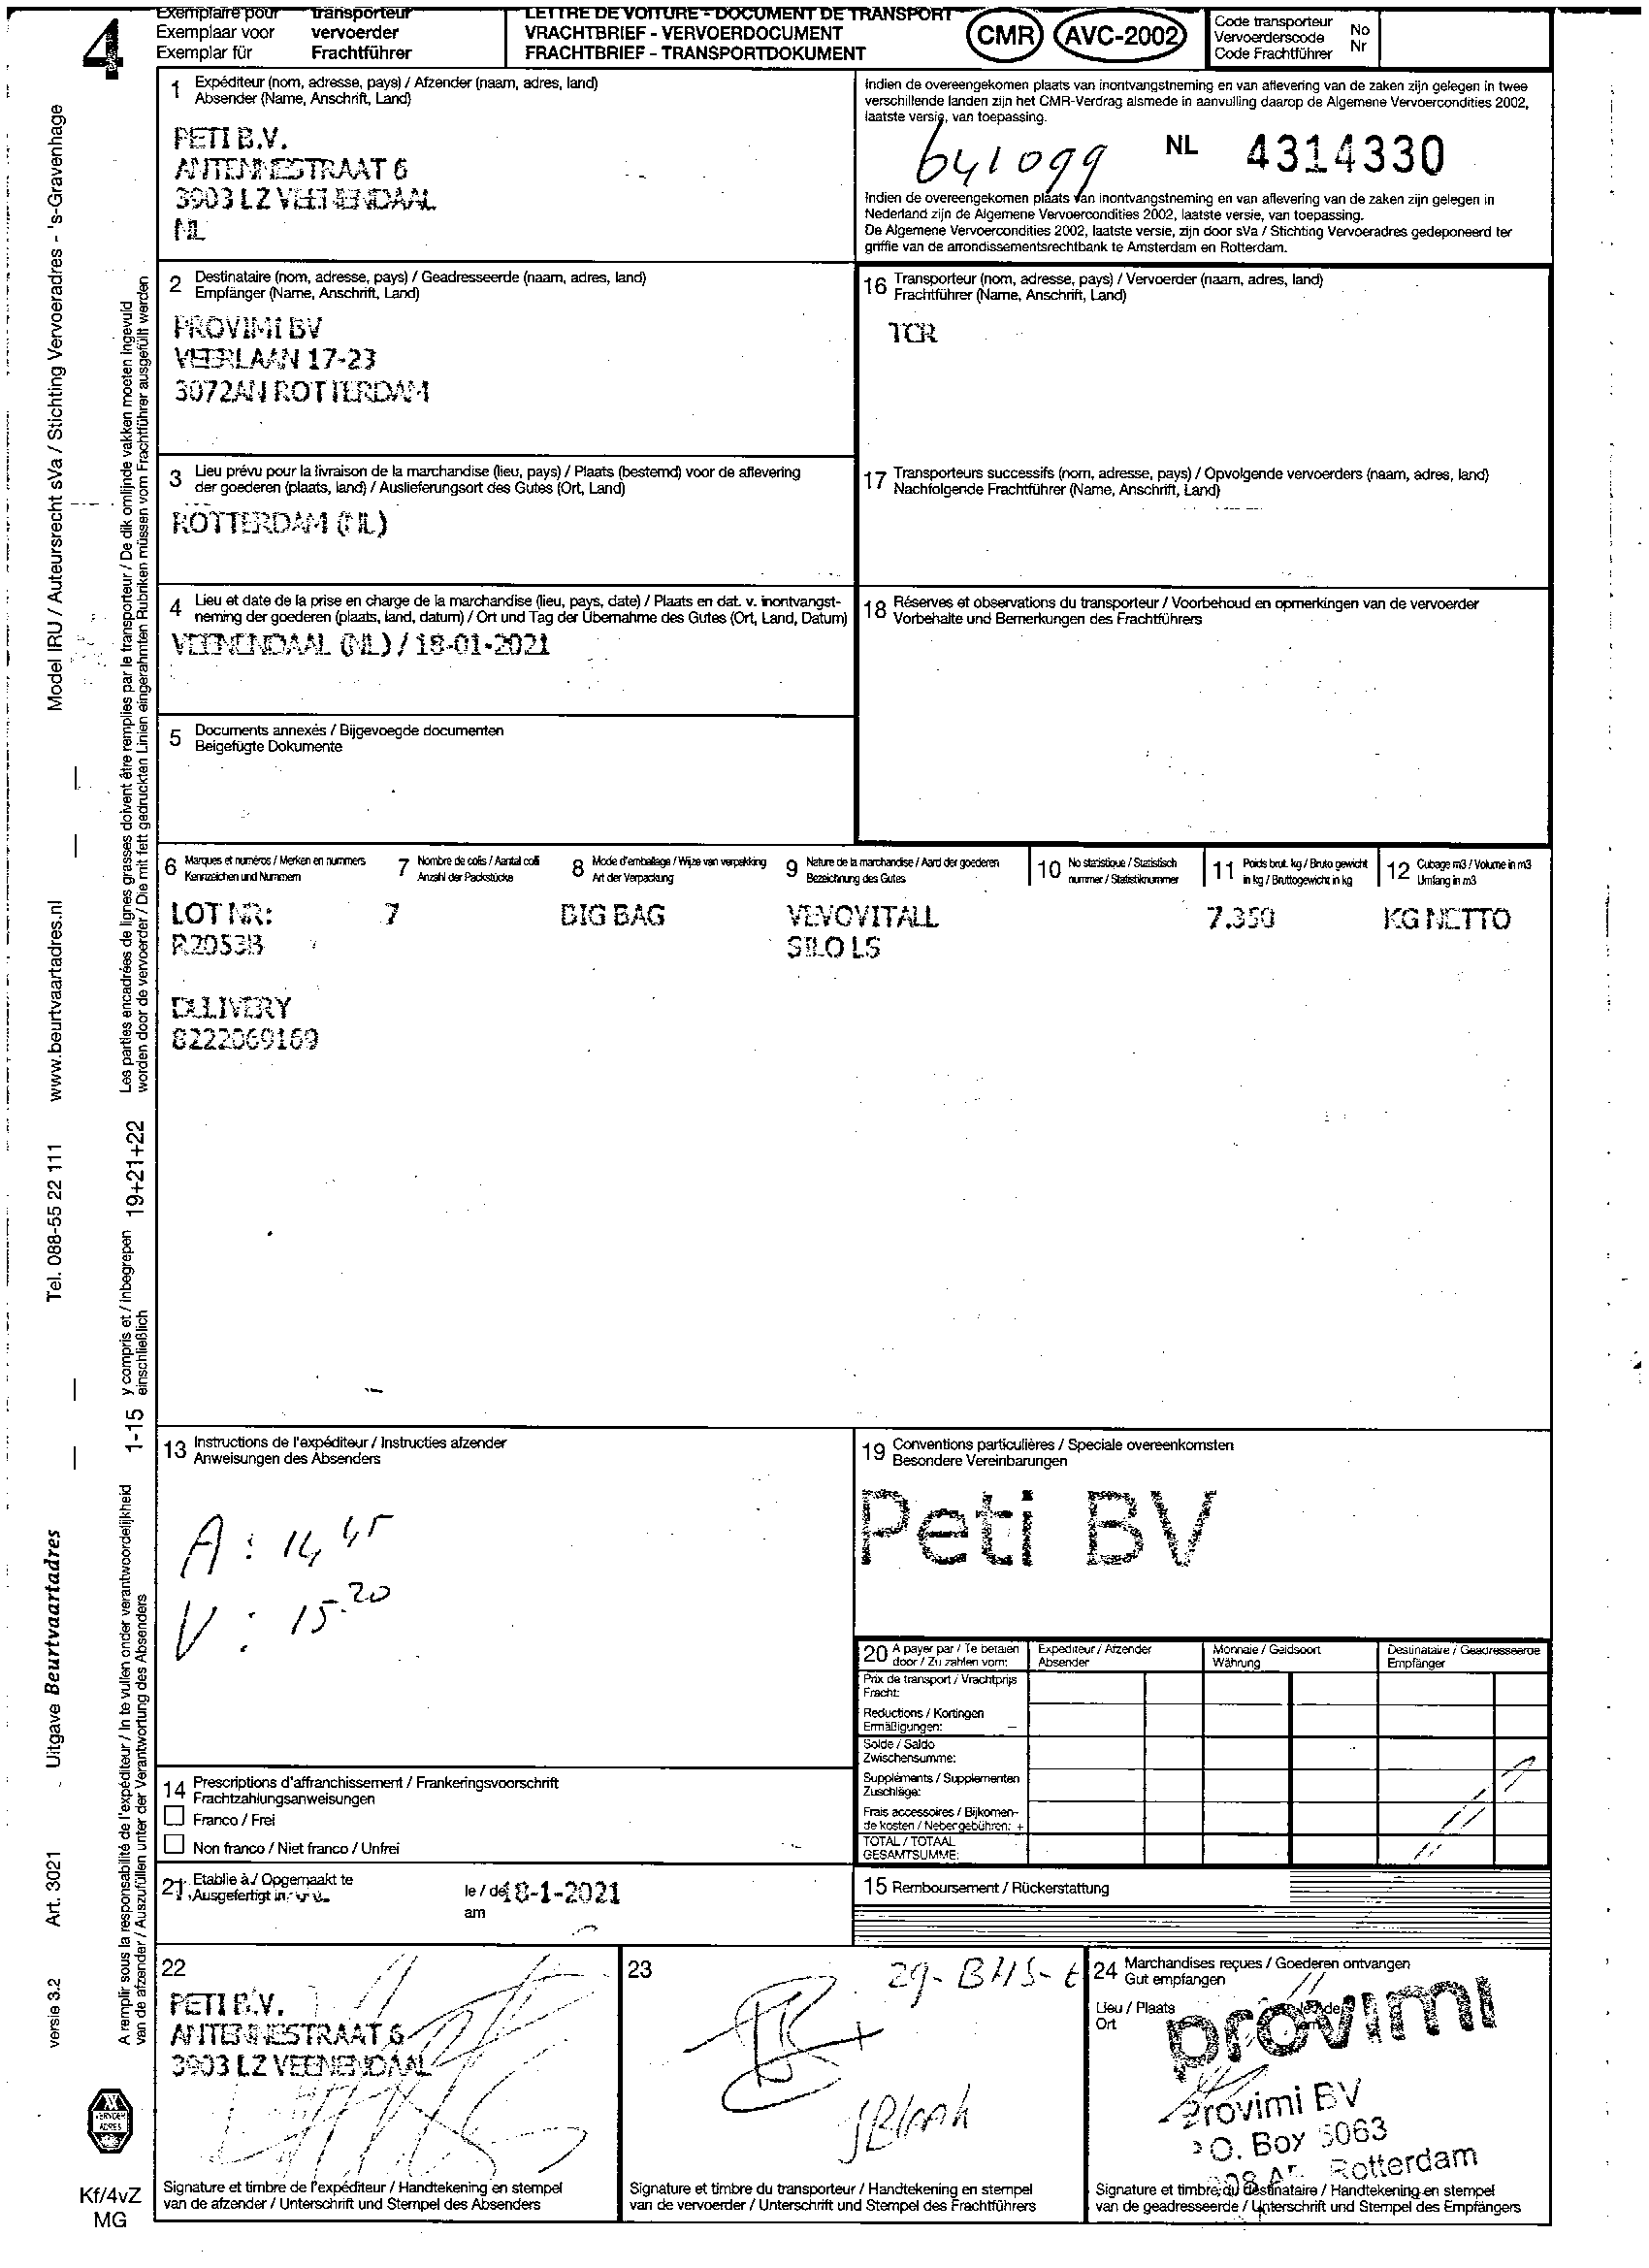 4
Exemplaire pour transporteur
Exemplaar voor vervoerder
Exemplar für Frachtführer
LETTRE DE VOITURE - DOCUMENT DE TRANSPORT
VRACHTBRIEF - VERVOERDOCUMENT
FRACHTBRIEF - TRANSPORTDOKUMENT
CMR
AVC-2002
Code transporteur
Vervoerderscode No
Code Frachtführer Nr
1 Expéditeur (nom, adresse, pays) / Afzender (naam, adres, land)
Absender (Name, Anschrift, Land)
PETI B.V.
ANTENNESTRAAT 6
3903 LZ VEENENDAAL
NL
Indien de overeengekomen plaats van inontvangstneming en van aflevering van de zaken zijn gelegen in twee
verschillende landen zijn het CMR-Verdrag alsmede in aanvulling daarop de Algemene Vervoercondities 2002,
laatste versie, van toepassing.
641099
NL 4314330
Indien de overeengekomen plaats van inontvangstneming en van aflevering van de zaken zijn gelegen in
Nederland zijn de Algemene Vervoercondities 2002, laatste versie, van toepassing.
De Algemene Vervoercondities 2002, laatste versie, zijn door sVa / Stichting Vervoeradres gedeponeerd ter
griffie van de arrondissementsrechtbank te Amsterdam en Rotterdam.
2 Destinataire (nom, adresse, pays) / Geadresseerde (naam, adres, land)
Empfänger (Name, Anschrift, Land)
PROVIMI BV
VEERLAAN 17-23
3072AN ROTTERDAM
16 Transporteur (nom, adresse, pays) / Vervoerder (naam, adres, land)
Frachtführer (Name, Anschrift, Land)
TCR
3 Lieu prévu pour la livraison de la marchandise (lieu, pays) / Plaats (bestemd) voor de aflevering
der goederen (plaats, land) / Auslieferungsort des Gutes (Ort, Land)
ROTTERDAM (NL)
17 Transporteurs successifs (nom, adresse, pays) / Opvolgende vervoerders (naam, adres, land)
Nachfolgende Frachtführer (Name, Anschrift, Land)
4 Lieu et date de la prise en charge de la marchandise (lieu, pays, date) / Plaats en dat. v. inontvangst-
neming der goederen (plaats, land, datum) / Ort und Tag der Übernahme des Gutes (Ort, Land, Datum)
VEENENDAAL (NL) / 18-01-2021
18 Réserves et observations du transporteur / Voorbehoud en opmerkingen van de vervoerder
Vorbehalte und Bemerkungen des Frachtführers
5 Documents annexés / Bijgevoegde documenten
Beigefügte Dokumente
6 Marques et numéros / Merken en nummers
Kennzeichen und Nummern
7 Nombre de colis / Aantal colli
Anzahl der Packstücke
8 Mode d'emballage / Wijze van verpakking
Art der Verpackung
9 Nature de la marchandise / Aard der goederen
Bezeichnung des Gutes
10 No statistique / Statistisch
nummer / Statistiknummer
11 Poids brut. kg / Bruto gewicht
in kg / Bruttogewicht in kg
12 Cubage m3 / Volume in m3
Umfang in m3
LOT NR: 7 BIG BAG VEVOVITALL 7.350 KG NETTO
R2053B SILO LS
DELIVERY
8222069169
13 Instructions de l'expéditeur / Instructies afzender
Anweisungen des Absenders
A : 14,45
V : 15.20
19 Conventions particulières / Speciale overeenkomsten
Besondere Vereinbarungen
Peti BV
20 A payer par / Te betalen
door / Zu zahlen vom:
Expediteur / Afzender
Absender
Monnaie / Geldsoort
Währung
Destinataire / Geadresseerde
Empfänger
Prix de transport / Vrachtprijs
Fracht:
Reductions / Kortingen
Ermäßigungen: –
Solde / Saldo
Zwischensumme:
Suppléments / Supplementen
Zuschläge:
Frais accessoires / Bijkomen-
de kosten / Nebergebühren: +
TOTAL / TOTAAL
GESAMTSUMME:
14 Prescriptions d'affranchissement / Frankeringsvoorschrift
Frachtzahlungsanweisungen
Franco / Frei
Non franco / Niet franco / Unfrei
21 Etablie à / Opgemaakt te
Ausgefertigt in
le / de 18-1-2021
am
15 Remboursement / Rückerstattung
22
PETI B.V.
ANTENNESTRAAT 6
3903 LZ VEENENDAAL
Signature et timbre de l'expéditeur / Handtekening en stempel
van de afzender / Unterschrift und Stempel des Absenders
23
29-BHS-
Signature et timbre du transporteur / Handtekening en stempel
van de vervoerder / Unterschrift und Stempel des Frachtführers
24 Marchandises reçues / Goederen ontvangen
Gut empfangen
Lieu / Plaats
Ort
provimi
Provimi BV
P.O. Box 5063
Rotterdam
Signature et timbre du destinataire / Handtekening en stempel
van de geadresseerde / Unterschrift und Stempel des Empfängers
Model IRU / Auteursrecht sVa / Stichting Vervoeradres - 's-Gravenhage
www.beurtvaartadres.nl
Tel. 088-55 22 111
Uitgave Beurtvaartadres
Art. 3021
versie 3.2
Les parties encadrées de lignes grasses doivent être remplies par le transporteur / De dik omlijnde vakken moeten ingevuld
worden door de vervoerder / Die mit fett gedruckten Linien eingerahmten Rubriken müssen vom Frachtführer ausgefüllt werden
1-15 y compris et / inbegrepen 19+21+22
einschließlich
A remplir sous la responsabilité de l'expéditeur / In te vullen onder verantwoordelijkheid
van de afzender / Auszufüllen unter der Verantwortung des Absenders
VERVOER
ADRES
Kf/4vZ
MG